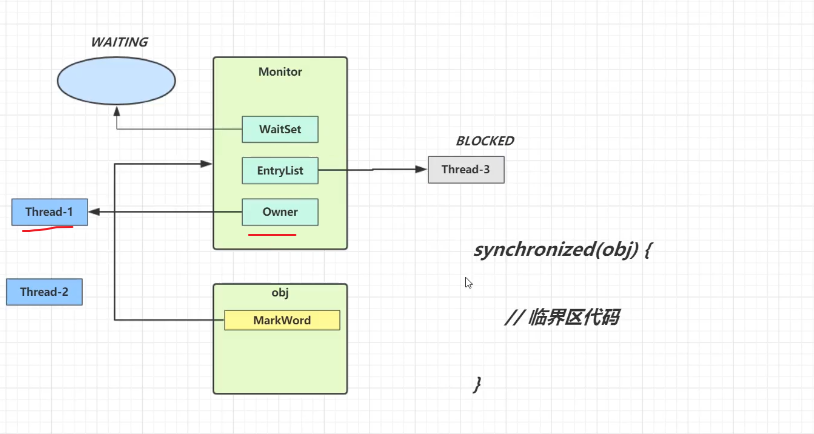 WAITING
Monitor
WaitSet
BLOCKED
EntryList
Thread-3
Thread-1
Owner
synchronized(obj) {
Thread-2
obj
MarkWord
// 临界区代码
}